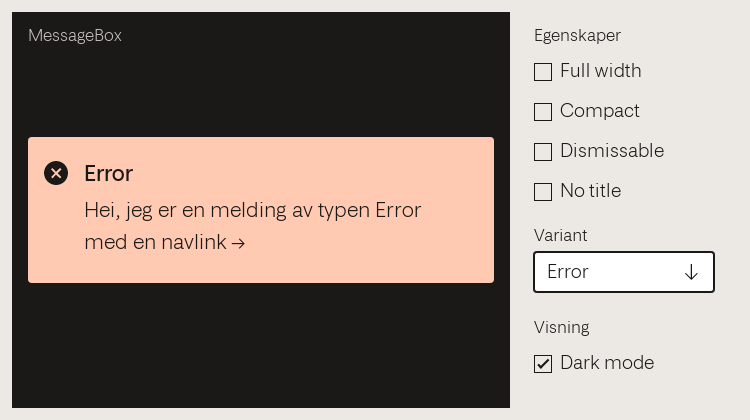 MessageBox
Error
Hei, jeg er en melding av typen Error
med en navlink →
Egenskaper
Full width
Compact
Dismissable
No title
Variant
Error
Visning
Dark mode